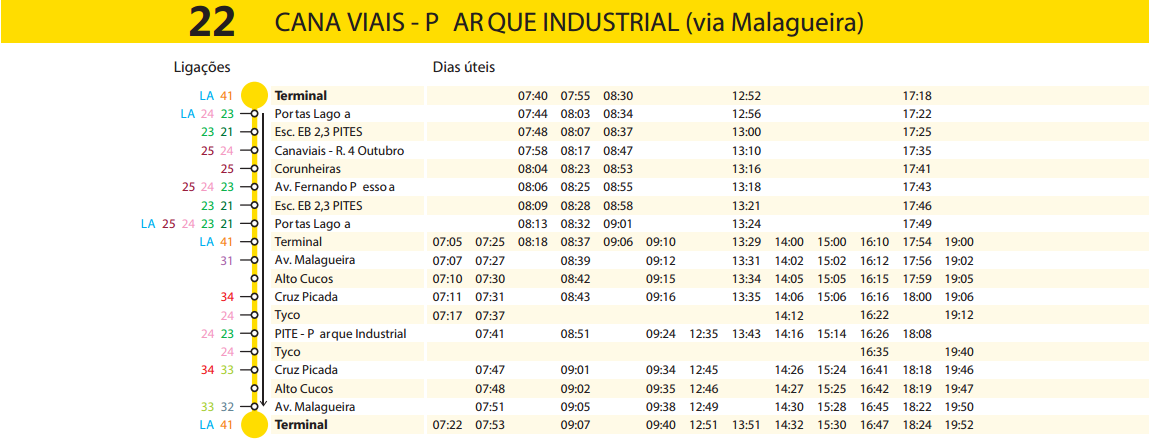 22 CANA VIAIS - P AR QUE INDUSTRIAL (via Malagueira)
Ligações Dias úteis
LA 41 Terminal 07:40 07:55 08:30 12:52 17:18
LA 24 23 Por tas Lago a 07:44 08:03 08:34 12:56 17:22
23 21 Esc. EB 2,3 PITES 07:48 08:07 08:37 13:00 17:25
25 24 Canaviais - R. 4 Outubro 07:58 08:17 08:47 13:10 17:35
25 Corunheiras 08:04 08:23 08:53 13:16 17:41
25 24 23 Av. Fernando P esso a 08:06 08:25 08:55 13:18 17:43
23 21 Esc. EB 2,3 PITES 08:09 08:28 08:58 13:21 17:46
LA 25 24 23 21 Por tas Lago a 08:13 08:32 09:01 13:24 17:49
LA 41 Terminal 07:05 07:25 08:18 08:37 09:06 09:10 13:29 14:00 15:00 16:10 17:54 19:00
31 Av. Malagueira 07:07 07:27 08:39 09:12 13:31 14:02 15:02 16:12 17:56 19:02
Alto Cucos 07:10 07:30 08:42 09:15 13:34 14:05 15:05 16:15 17:59 19:05
34 Cruz Picada 07:11 07:31 08:43 09:16 13:35 14:06 15:06 16:16 18:00 19:06
24 Tyco 07:17 07:37 14:12 16:22 19:12
24 23 PITE - P ar que Industrial 07:41 08:51 09:24 12:35 13:43 14:16 15:14 16:26 18:08
24 Tyco 16:35 19:40
34 33 Cruz Picada 07:47 09:01 09:34 12:45 14:26 15:24 16:41 18:18 19:46
Alto Cucos 07:48 09:02 09:35 12:46 14:27 15:25 16:42 18:19 19:47
33 32 Av. Malagueira 07:51 09:05 09:38 12:49 14:30 15:28 16:45 18:22 19:50
LA 41 Terminal 07:22 07:53 09:07 09:40 12:51 13:51 14:32 15:30 16:47 18:24 19:52